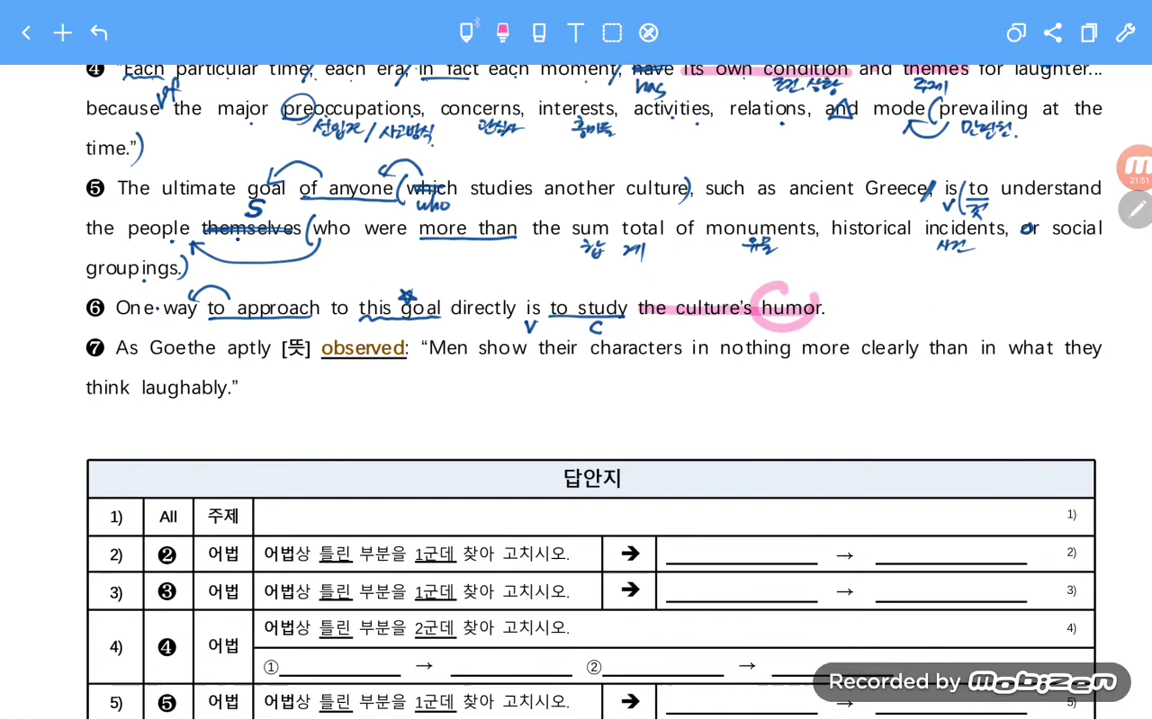 ❹ "Each particular time, each era, in fact each moment, have its own condition and themes for laughter...
of has 조건·상황 주제
because the major preoccupations, concerns, interests, activities, relations, and mode (prevailing at the
선입견/사고방식 관심사 흥미들 만연된.
time.")
❺ The ultimate goal of anyone (which studies another culture), such as ancient Greece, is (to understand
S who V 것
the people themselves (who were more than the sum total of monuments, historical incidents, or social
합 계 유물 사건
groupings.)
❻ One way to approach to this goal directly is to study the culture's humor.
V C
❼ As Goethe aptly [뜻] observed: "Men show their characters in nothing more clearly than in what they
think laughably."
답안지
1) All 주제 1)
2) ❷ 어법 어법상 틀린 부분을 1군데 찾아 고치시오. ➔ → 2)
3) ❸ 어법 어법상 틀린 부분을 1군데 찾아 고치시오. ➔ → 3)
4) ❹ 어법 어법상 틀린 부분을 2군데 찾아 고치시오. 4)
① → ② →
5) ❺ 어법 어법상 틀린 부분을 1군데 찾아 고치시오. ➔ → 5)
Recorded by mobizen
21:51